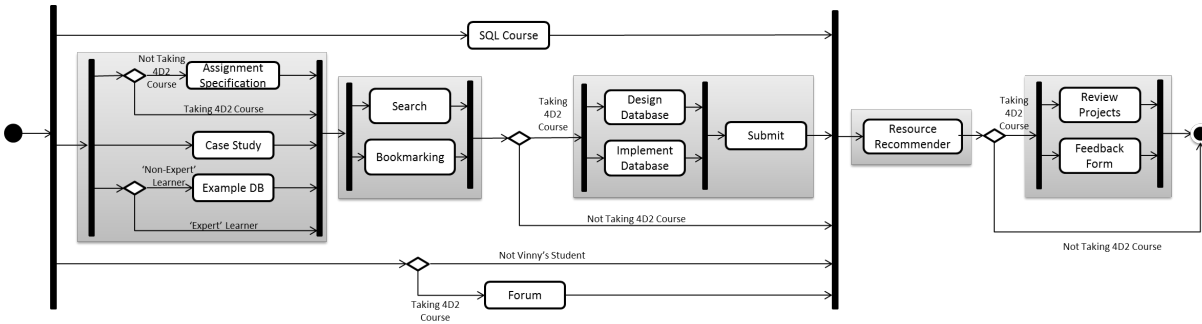 SQL Course
Not Taking
4D2
Course
Assignment
Specification
Taking 4D2 Course
Case Study
'Non-Expert'
Learner
Example DB
'Expert' Learner
Search
Bookmarking
Taking
4D2
Course
Design
Database
Implement
Database
Submit
Not Taking 4D2 Course
Not Vinny's Student
Taking 4D2
Course
Forum
Resource
Recommender
Taking
4D2
Course
Review
Projects
Feedback
Form
Not Taking 4D2 Course